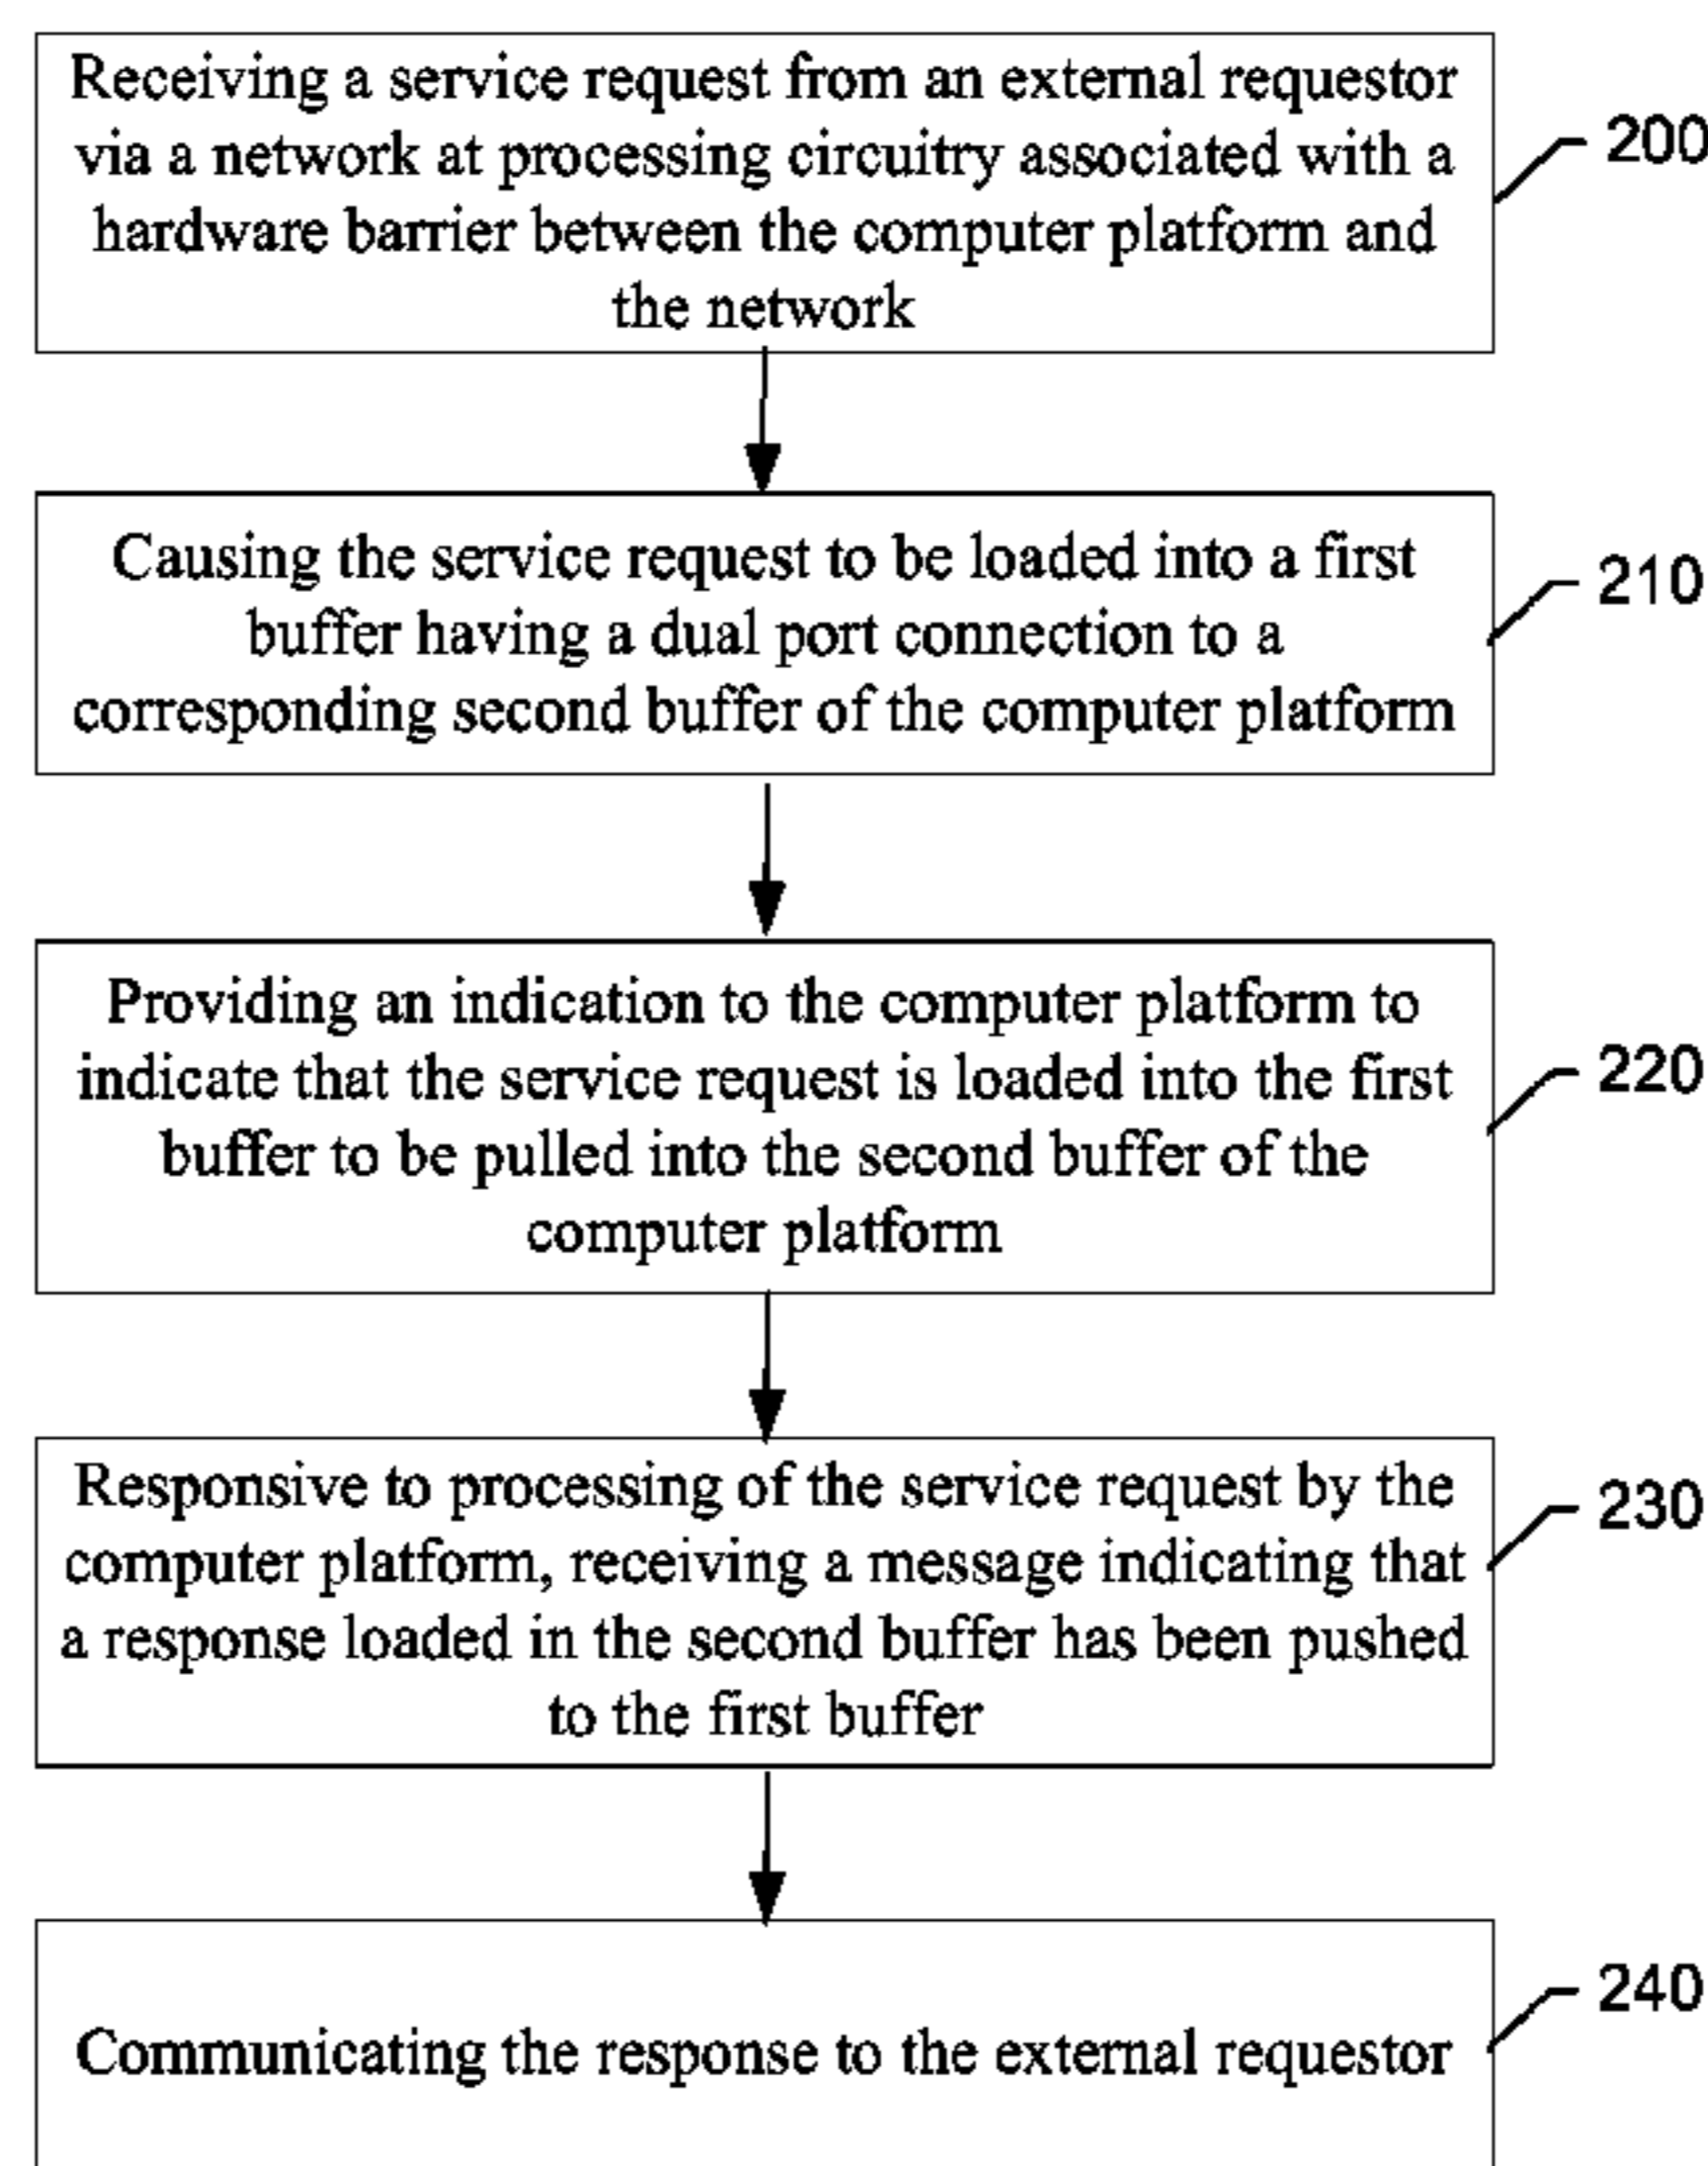 Receiving a service request from an external requestor
via a network at processing circuitry associated with a
hardware barrier between the computer platform and
the network
200
Causing the service request to be loaded into a first
buffer having a dual port connection to a
corresponding second buffer of the computer platform
210
Providing an indication to the computer platform to
indicate that the service request is loaded into the first
buffer to be pulled into the second buffer of the
computer platform
220
Responsive to processing of the service request by the
computer platform, receiving a message indicating that
a response loaded in the second buffer has been pushed
to the first buffer
230
Communicating the response to the external requestor
240